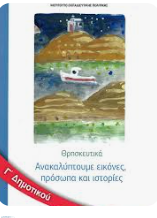 ΙΝΣΤΙΤΟΥΤΟ ΕΚΠΑΙΔΕΥΤΙΚΗΣ ΠΟΛΙΤΙΚΗΣ
Θρησκευτικά
Ανακαλύπτουμε εικόνες,
πρόσωπα και ιστορίες
Γ' Δημοτικού